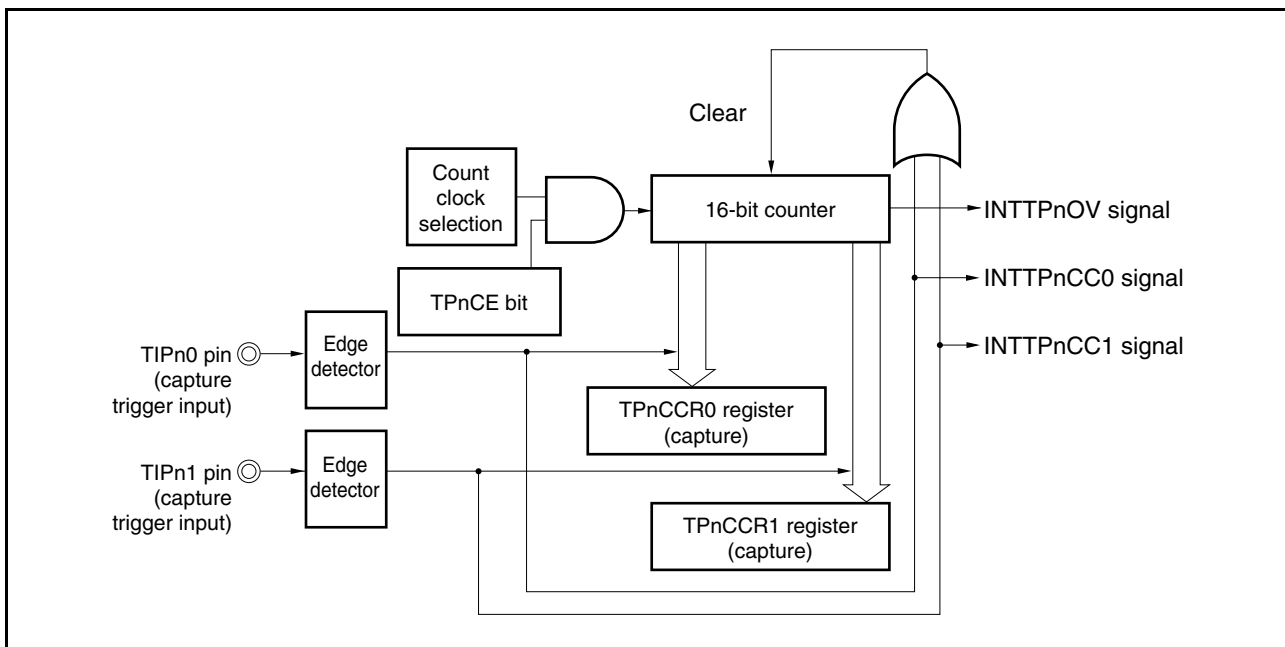 Clear
Count
clock
selection
16-bit counter
INTTPnOV signal
TPnCE bit
INTTPnCC0 signal
TIPn0 pin
(capture
trigger input)
Edge
detector
INTTPnCC1 signal
TPnCCR0 register
(capture)
TIPn1 pin
(capture
trigger input)
Edge
detector
TPnCCR1 register
(capture)